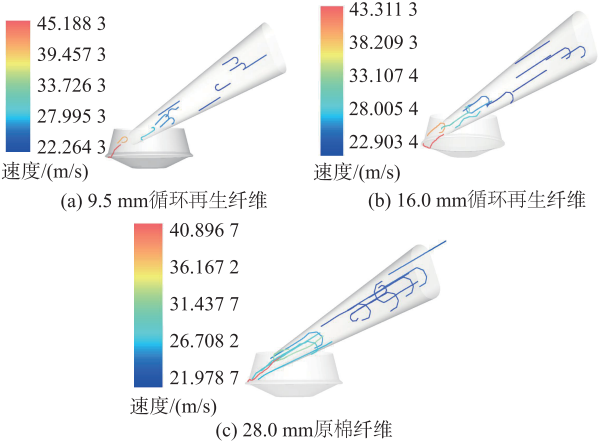 45.188 3
39.457 3
33.726 3
27.995 3
22.264 3
速度/(m/s)
(a) 9.5 mm循环再生纤维
43.311 3
38.209 3
33.107 4
28.005 4
22.903 4
速度/(m/s)
(b) 16.0 mm循环再生纤维
40.896 7
36.167 2
31.437 7
26.708 2
21.978 7
速度/(m/s)
(c) 28.0 mm原棉纤维